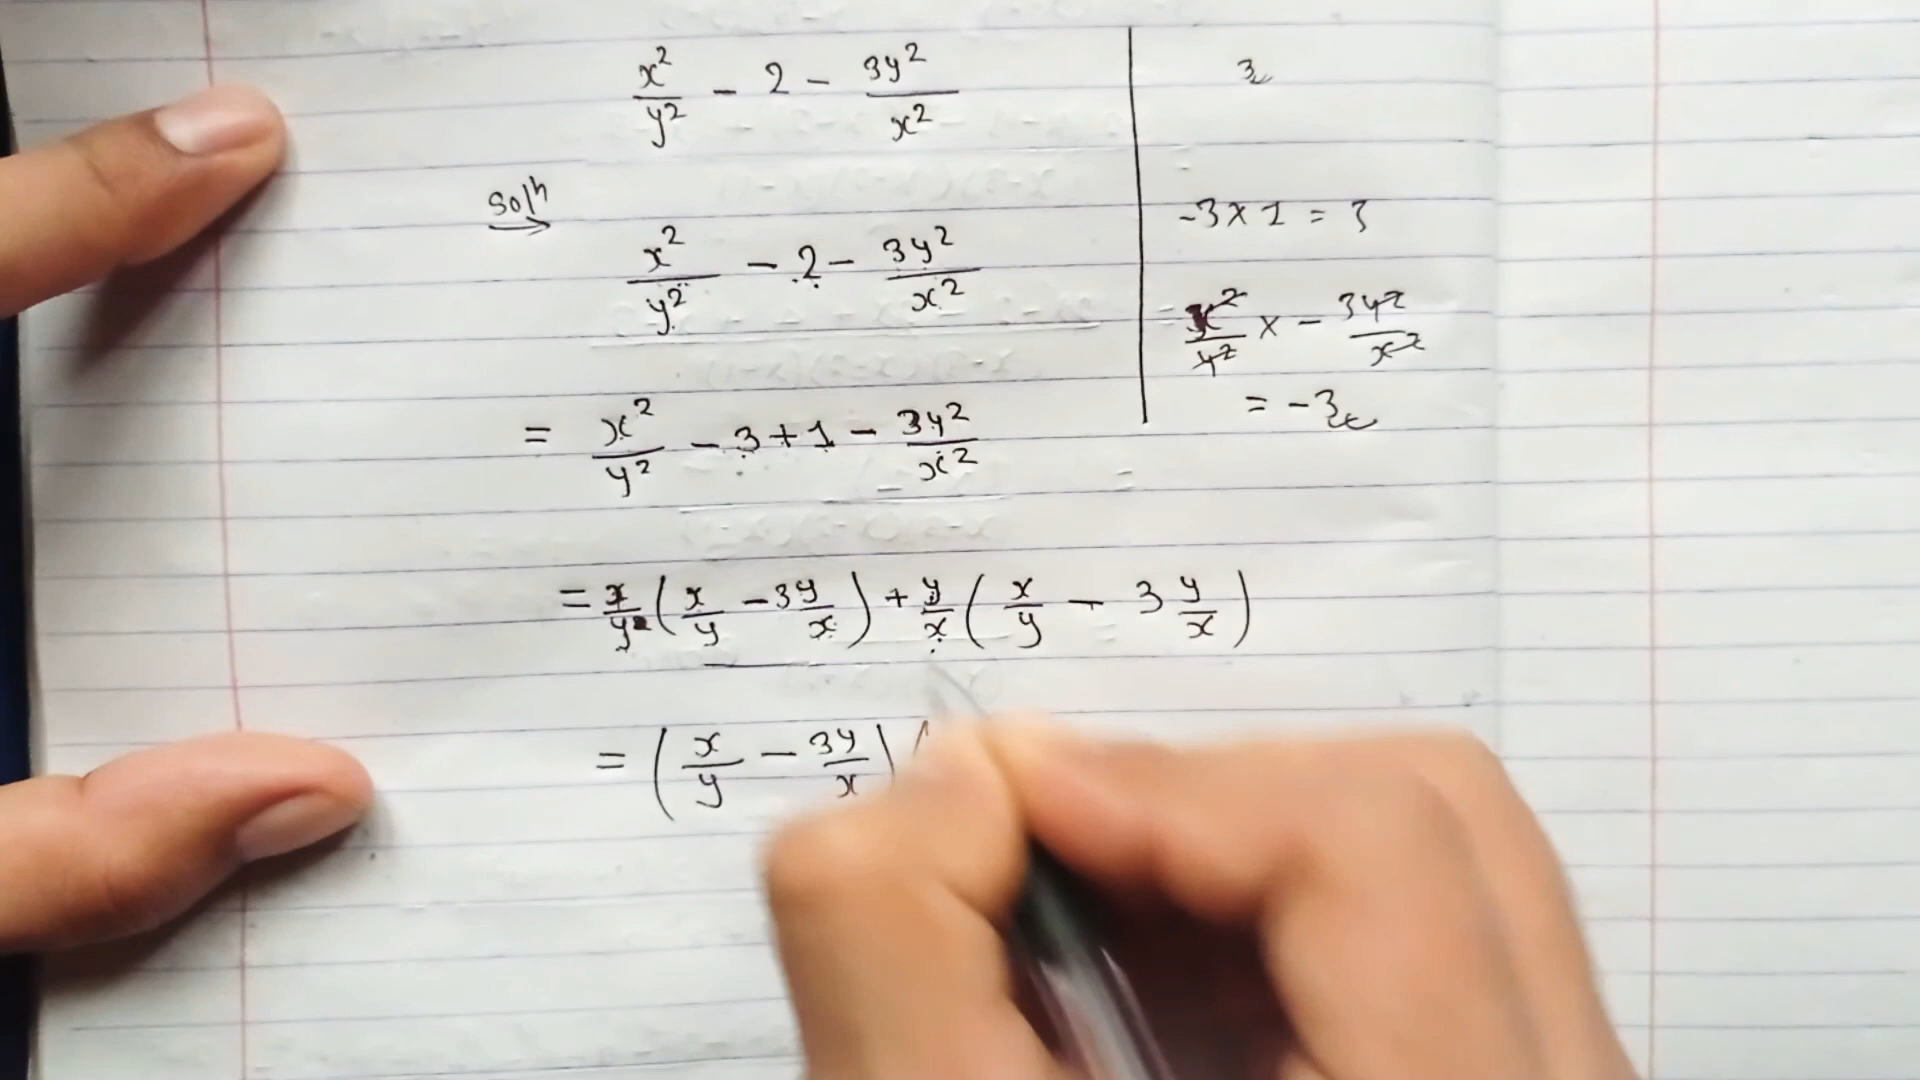 x²/y² - 2 - 3y²/x²
Solⁿ
x²/y² - 2 - 3y²/x²
= x²/y² - 3 + 1 - 3y²/x²
= x/y (x/y - 3y/x) + y/x (x/y - 3 y/x)
= (x/y - 3y/x) (
3
-3 x 1 = 3
x²/y² x - 3y²/x²
= -3